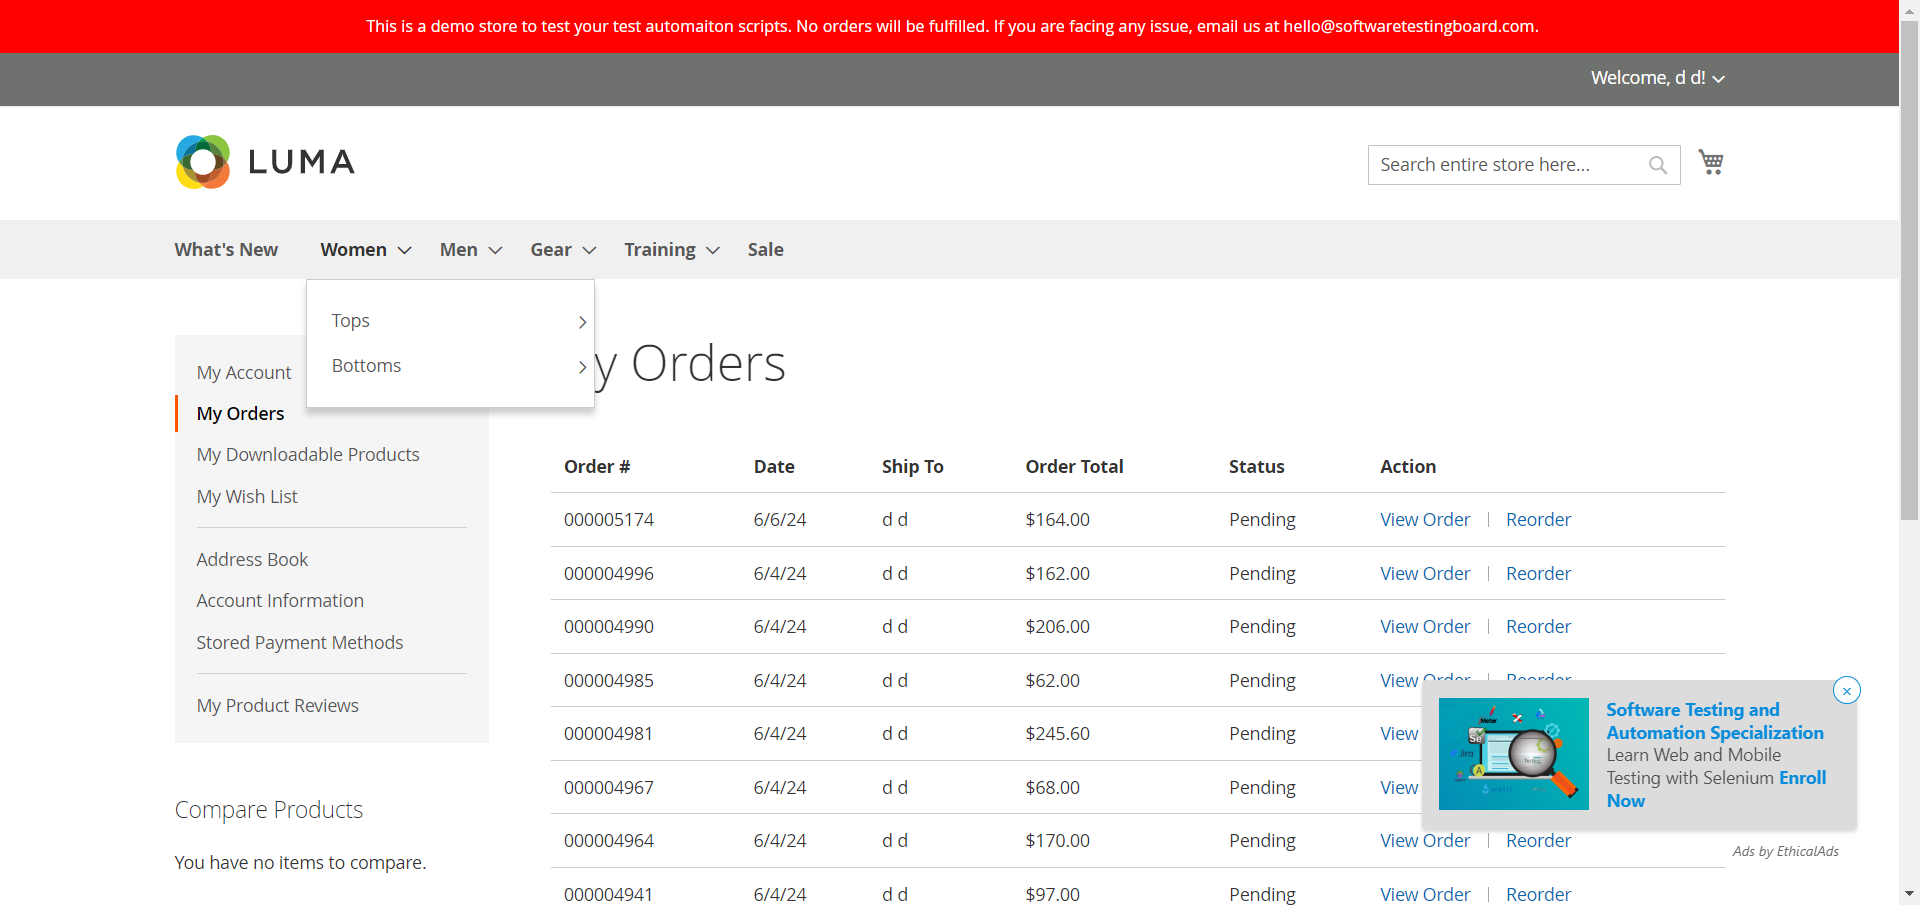 This is a demo store to test your test automaiton scripts. No orders will be fulfilled. If you are facing any issue, email us at hello@softwaretestingboard.com.
Welcome, d d!
LUMA
Search entire store here...
What's New Women Men Gear Training Sale
Tops
Bottoms
y Orders
My Account
My Orders
My Downloadable Products
My Wish List
Address Book
Account Information
Stored Payment Methods
My Product Reviews
Compare Products
You have no items to compare.
Order # Date Ship To Order Total Status Action
000005174 6/6/24 d d $164.00 Pending View Order Reorder
000004996 6/4/24 d d $162.00 Pending View Order Reorder
000004990 6/4/24 d d $206.00 Pending View Order Reorder
000004985 6/4/24 d d $62.00 Pending View Order Reorder
000004981 6/4/24 d d $245.60 Pending View
000004967 6/4/24 d d $68.00 Pending View
000004964 6/4/24 d d $170.00 Pending View Order Reorder
000004941 6/4/24 d d $97.00 Pending View Order Reorder
Software Testing and
Automation Specialization
Learn Web and Mobile
Testing with Selenium Enroll
Now
Ads by EthicalAds